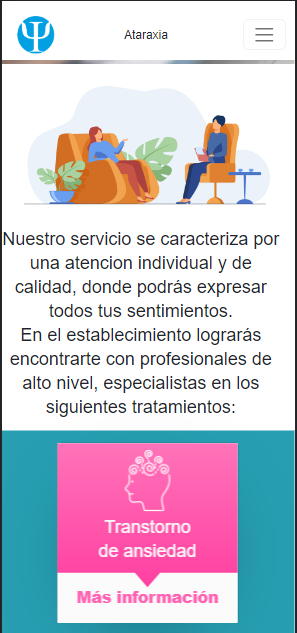 Ataraxia
Nuestro servicio se caracteriza por
una atencion individual y de
calidad, donde podrás expresar
todos tus sentimientos.
En el establecimiento lograrás
encontrarte con profesionales de
alto nivel, especialistas en los
siguientes tratamientos:
Transtorno
de ansiedad
Más información